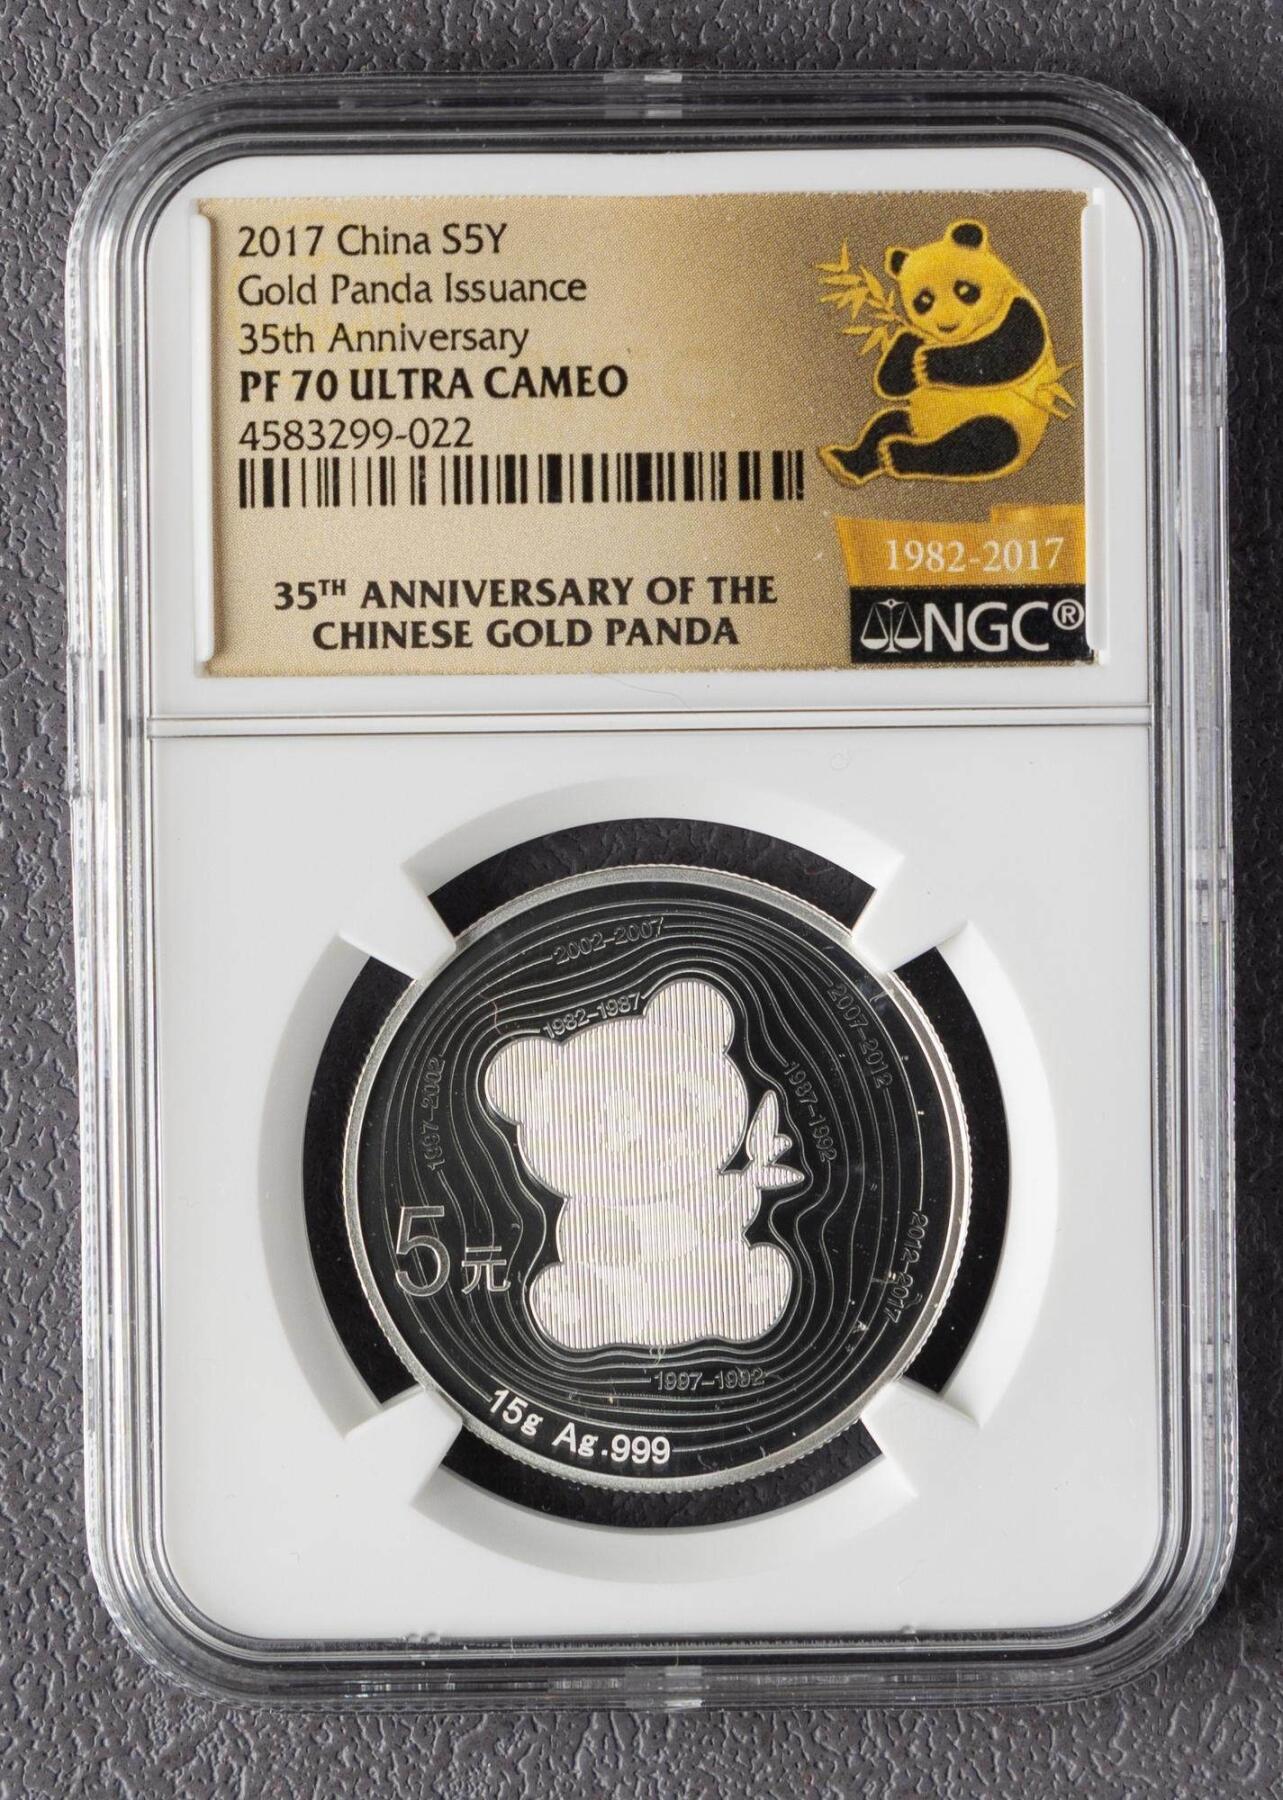 2017 China S5Y
Gold Panda Issuance
35th Anniversary
PF 70 ULTRA CAMEO
4583299-022
35TH ANNIVERSARY OF THE
CHINESE GOLD PANDA
1982-2017
NGC®
2002-2007
1982-1987
2007-2012
1987-1992
1997-2002
2012-2017
5元
1997-1992
15g Ag.999